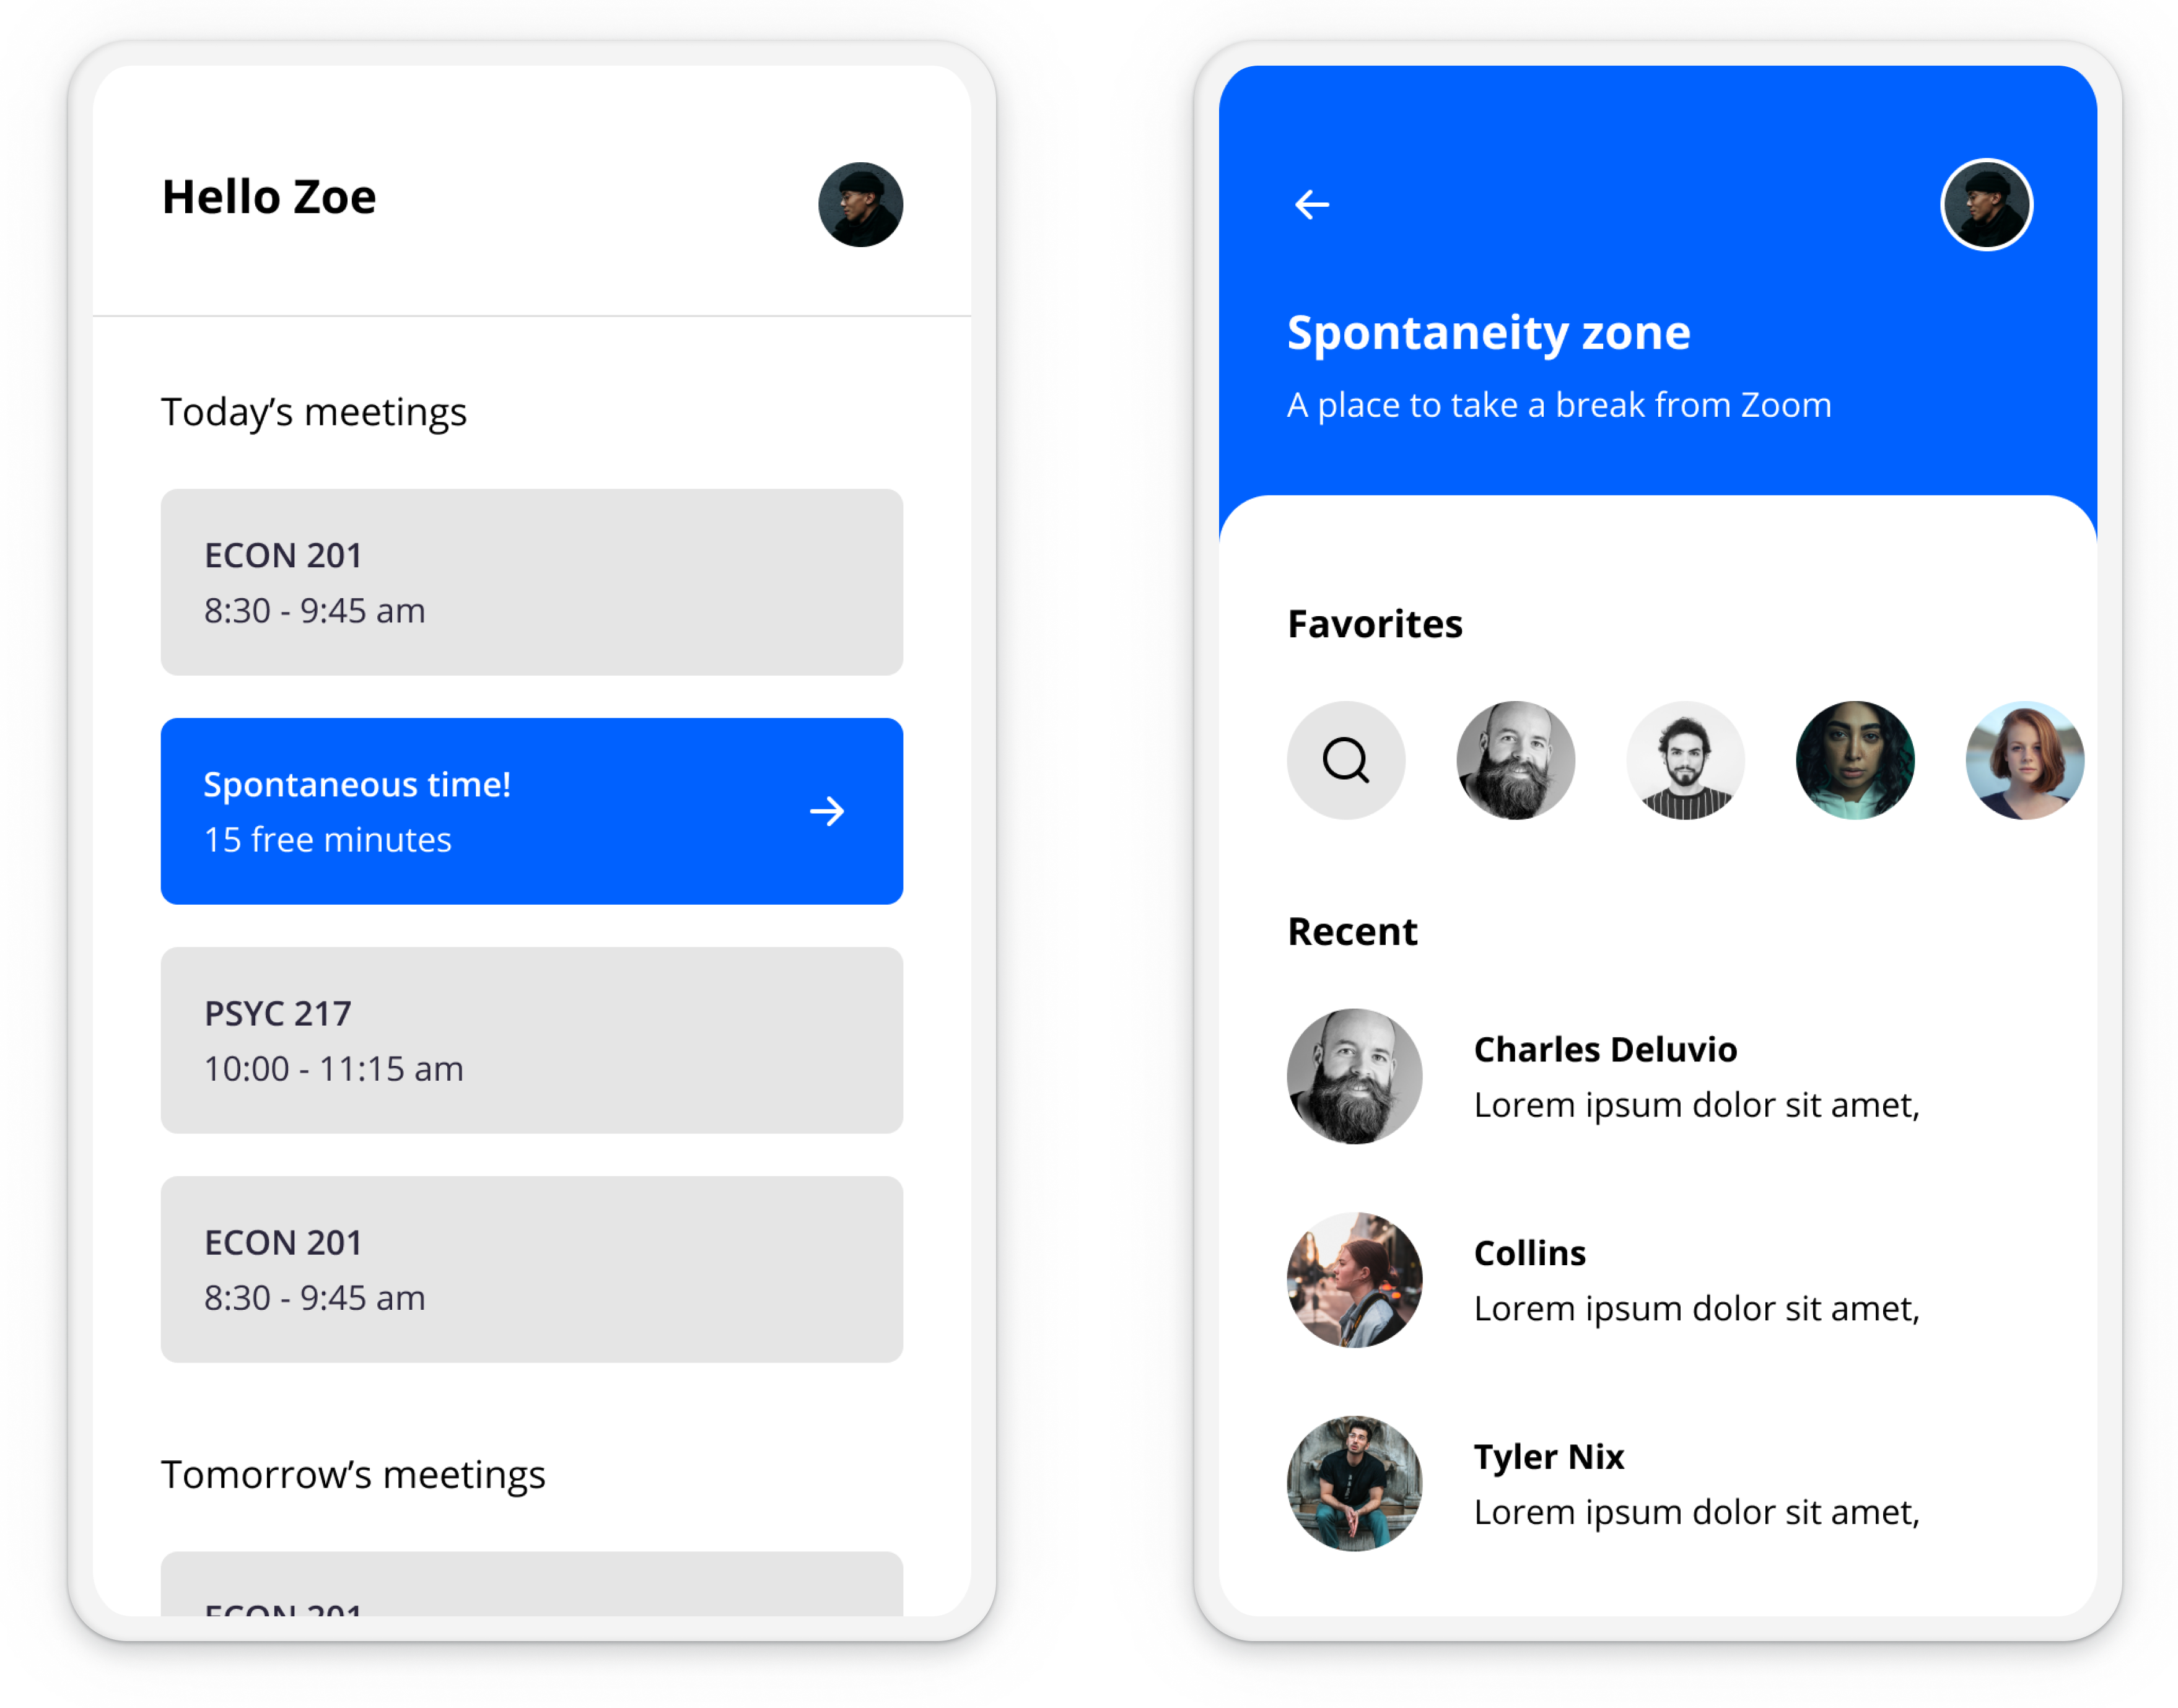 Hello Zoe
Today’s meetings
ECON 201
8:30 - 9:45 am
Spontaneous time!
15 free minutes
PSYC 217
10:00 - 11:15 am
ECON 201
8:30 - 9:45 am
Tomorrow’s meetings
ECON 201
Spontaneity zone
A place to take a break from Zoom
Favorites
Recent
Charles Deluvio
Lorem ipsum dolor sit amet,
Collins
Lorem ipsum dolor sit amet,
Tyler Nix
Lorem ipsum dolor sit amet,